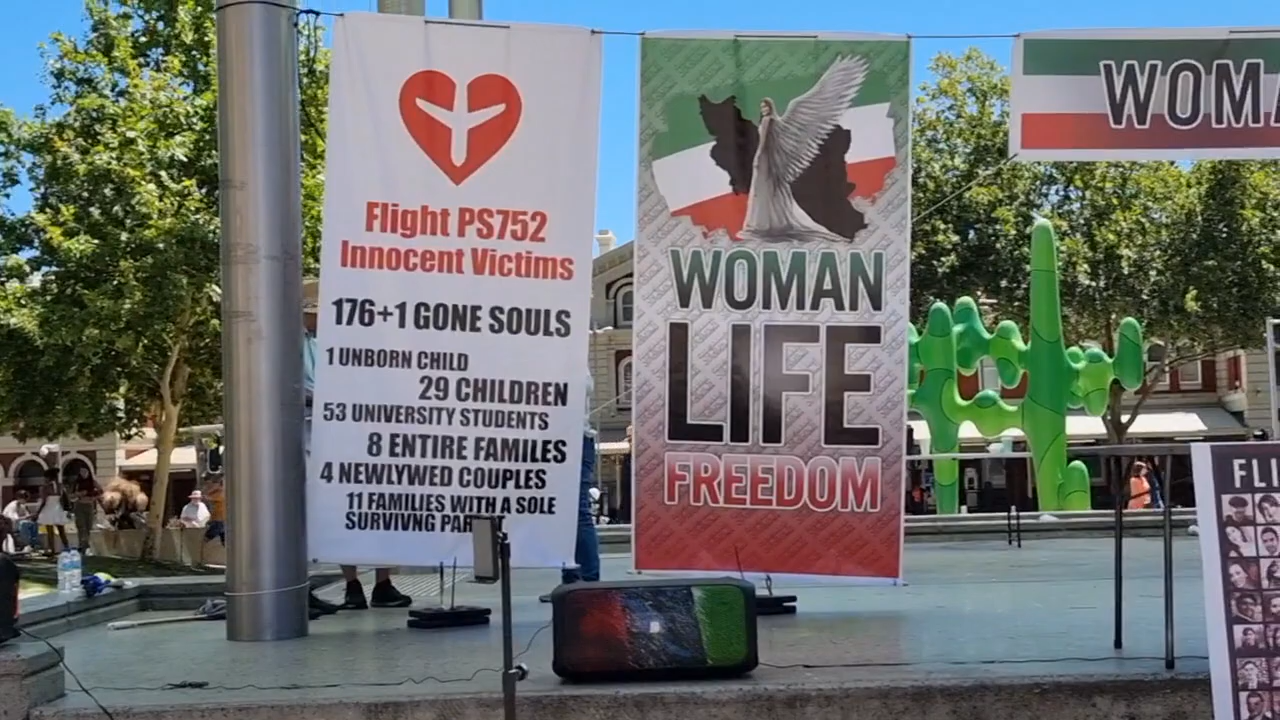 Flight PS752
Innocent Victims
176+1 GONE SOULS
1 UNBORN CHILD
29 CHILDREN
53 UNIVERSITY STUDENTS
8 ENTIRE FAMILES
4 NEWLYWED COUPLES
11 FAMILIES WITH A SOLE
SURVIVNG PAR
WOMAN
LIFE
FREEDOM
WOMA
FLI